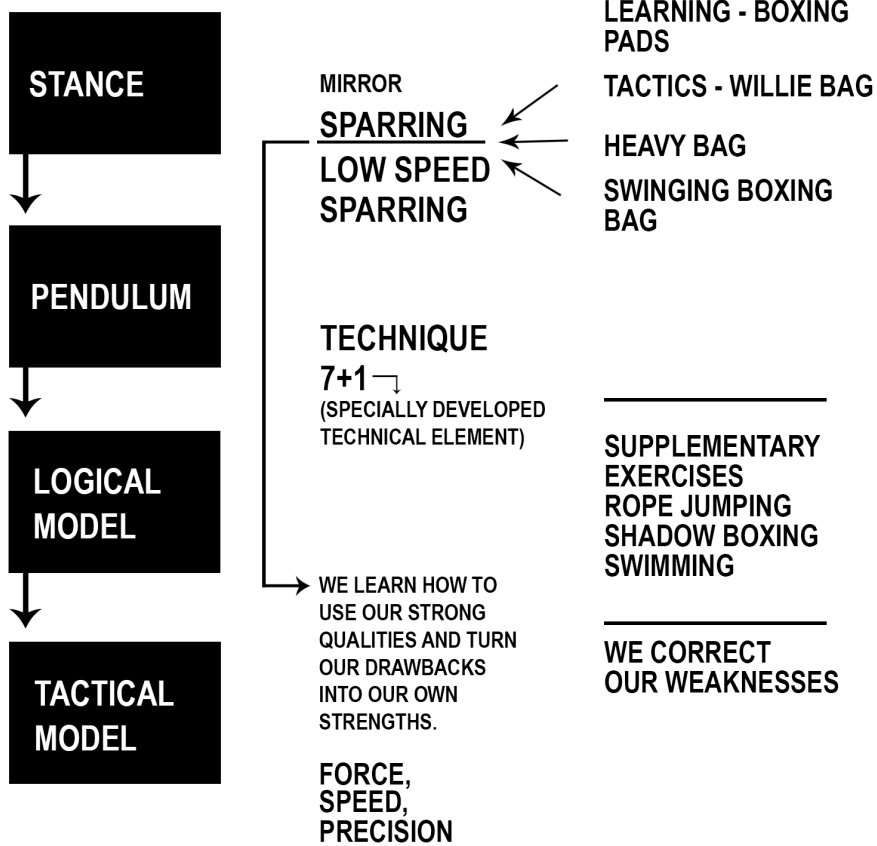 STANCE
PENDULUM
LOGICAL
MODEL
TACTICAL
MODEL
MIRROR
SPARRING
LOW SPEED
SPARRING
TECHNIQUE
7+1
(SPECIALLY DEVELOPED
TECHNICAL ELEMENT)
WE LEARN HOW TO
USE OUR STRONG
QUALITIES AND TURN
OUR DRAWBACKS
INTO OUR OWN
STRENGTHS.
FORCE,
SPEED,
PRECISION
LEARNING - BOXING
PADS
TACTICS - WILLIE BAG
HEAVY BAG
SWINGING BOXING
BAG
SUPPLEMENTARY
EXERCISES
ROPE JUMPING
SHADOW BOXING
SWIMMING
WE CORRECT
OUR WEAKNESSES